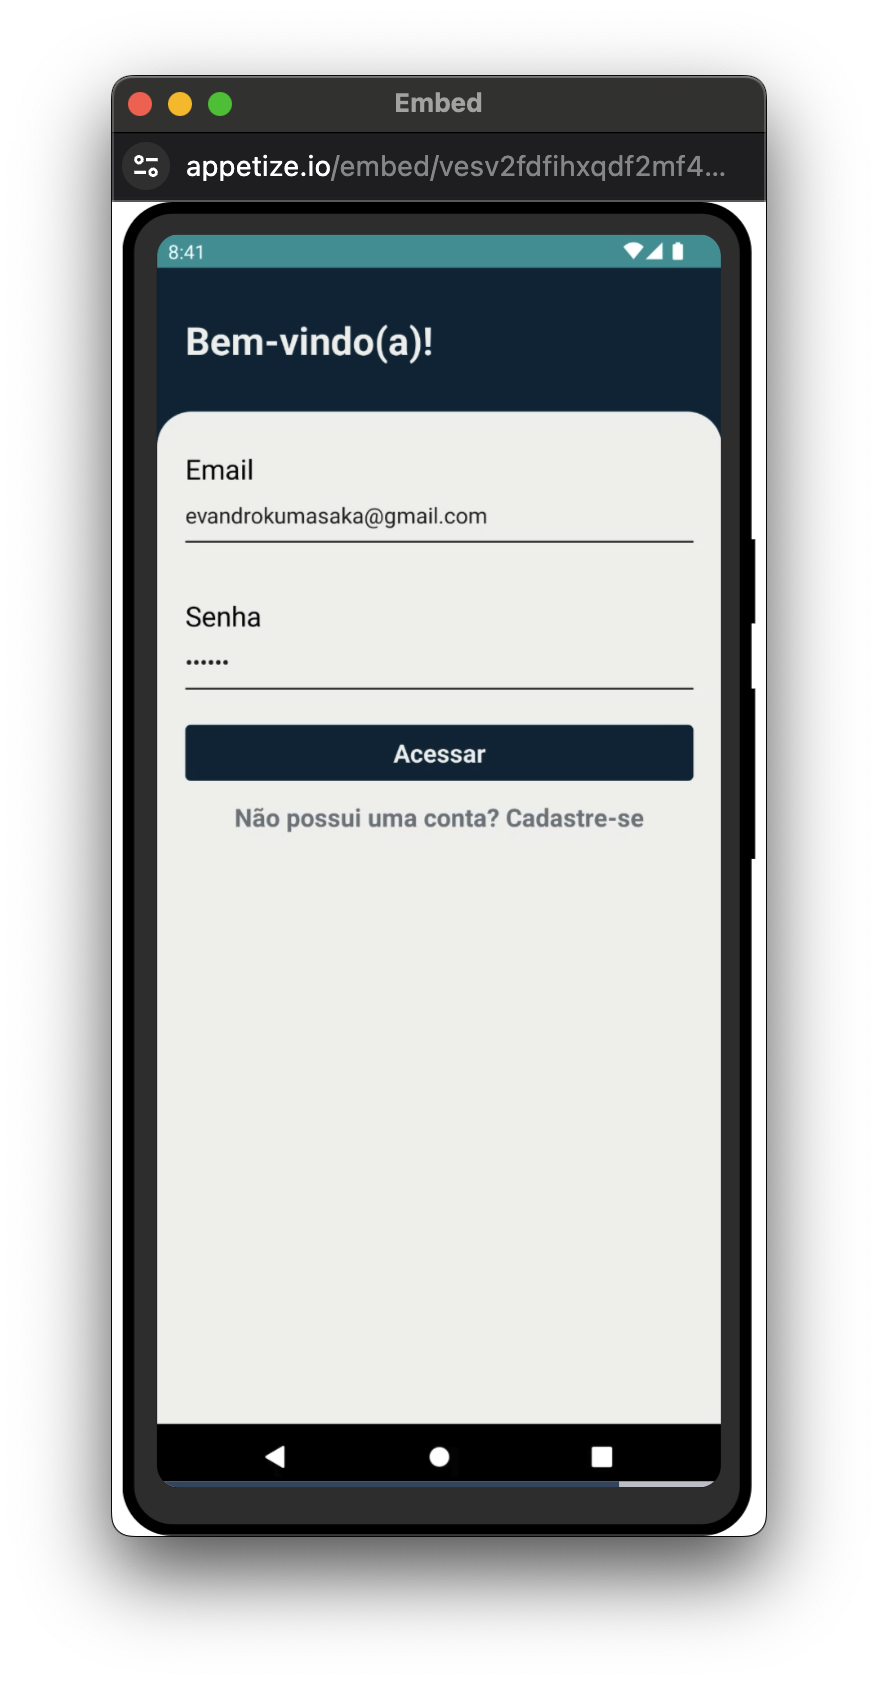 Embed
appetize.io/embed/vesv2fdfihxqdf2mf4...
8:41
Bem-vindo(a)!
Email
evandrokumasaka@gmail.com
Senha
••••••
Acessar
Não possui uma conta? Cadastre-se